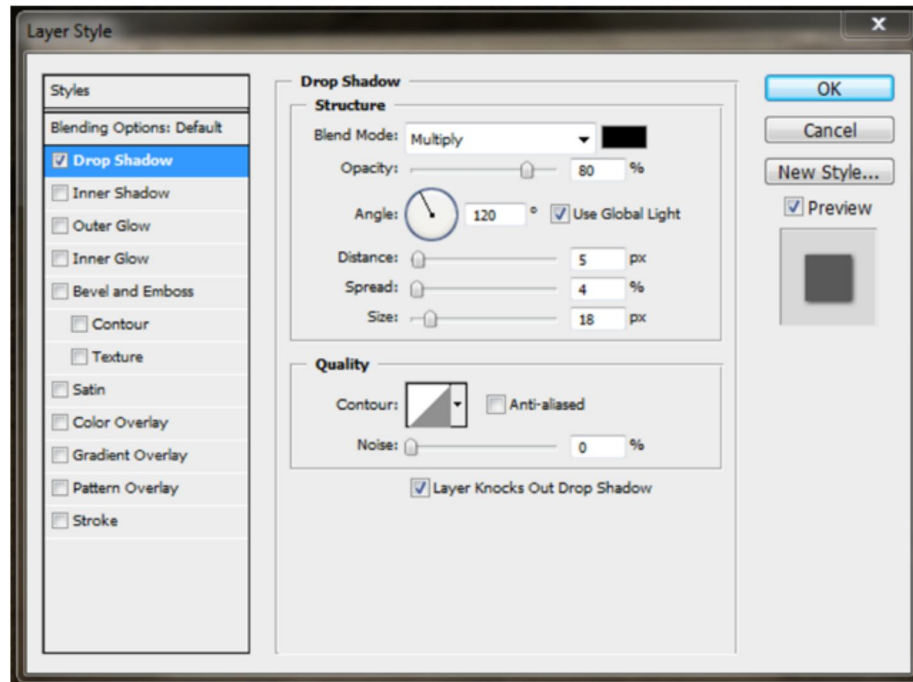 Layer Style
X
Styles
Blending Options: Default
Drop Shadow
Inner Shadow
Outer Glow
Inner Glow
Bevel and Emboss
Contour
Texture
Satin
Color Overlay
Gradient Overlay
Pattern Overlay
Stroke
Drop Shadow
Structure
Blend Mode: Multiply
Opacity: 80 %
Angle: 120 ° Use Global Light
Distance: 5 px
Spread: 4 %
Size: 18 px
Quality
Contour: Anti-aliased
Noise: 0 %
Layer Knocks Out Drop Shadow
OK
Cancel
New Style...
Preview